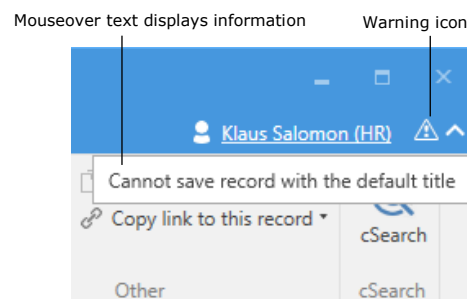 Mouseover text displays information
Warning icon
Klaus Salomon (HR)
Cannot save record with the default title
Copy link to this record
cSearch
Other
cSearch